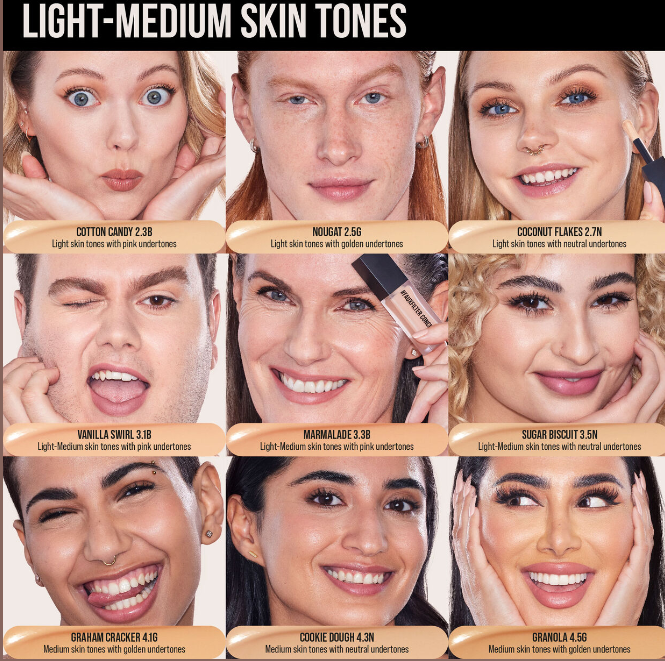 LIGHT-MEDIUM SKIN TONES
COTTON CANDY 2.3B
Light skin tones with pink undertones
NOUGAT 2.5G
Light skin tones with golden undertones
COCONUT FLAKES 2.7N
Light skin tones with neutral undertones
#FAUXFILTER CONCE
VANILLA SWIRL 3.1B
Light-Medium skin tones with pink undertones
MARMALADE 3.3B
Light-Medium skin tones with pink undertones
SUGAR BISCUIT 3.5N
Light-Medium skin tones with neutral undertones
GRAHAM CRACKER 4.1G
Medium skin tones with golden undertones
COOKIE DOUGH 4.3N
Medium skin tones with neutral undertones
GRANOLA 4.5G
Medium skin tones with golden undertones